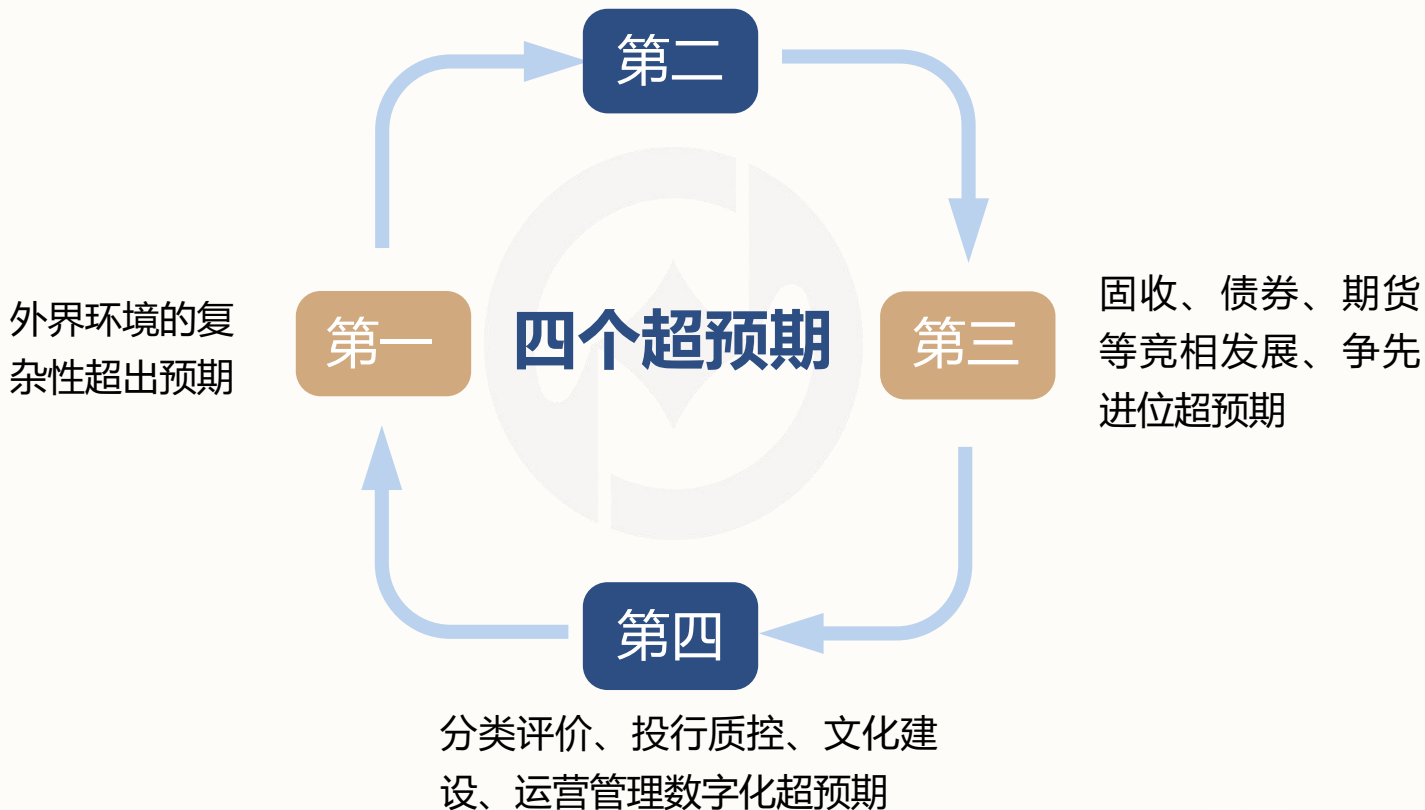 第二
外界环境的复
杂性超出预期
第一
四个超预期
第三
固收、债券、期货
等竞相发展、争先
进位超预期
第四
分类评价、投行质控、文化建
设、运营管理数字化超预期